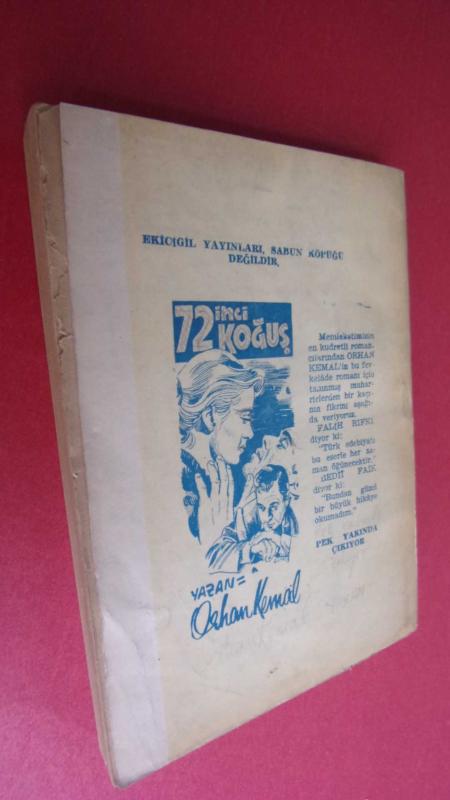 EKİCİGİL YAYINLARI, SABUN KÖPÜĞÜ
DEĞİLDİR.
72 inci
KOĞUŞ
YAZAN =
Orhan Kemal
Memleketimizin
en kudretli roman-
cılarından ORHAN
KEMAL'in bu fev-
kalâde romanı için
tanınmış muhar-
rirlerden bir kaçı-
nın fikrini aşağı-
da veriyoruz.
FALİH RIFKI
diyor ki:
"Türk edebiyatı
bu eserle her za-
man öğünecektir."
BEDİİ FAİK
diyor ki:
"Bundan güzel
bir büyük hikâye
okumadım."
PEK YAKINDA
ÇIKIYOR